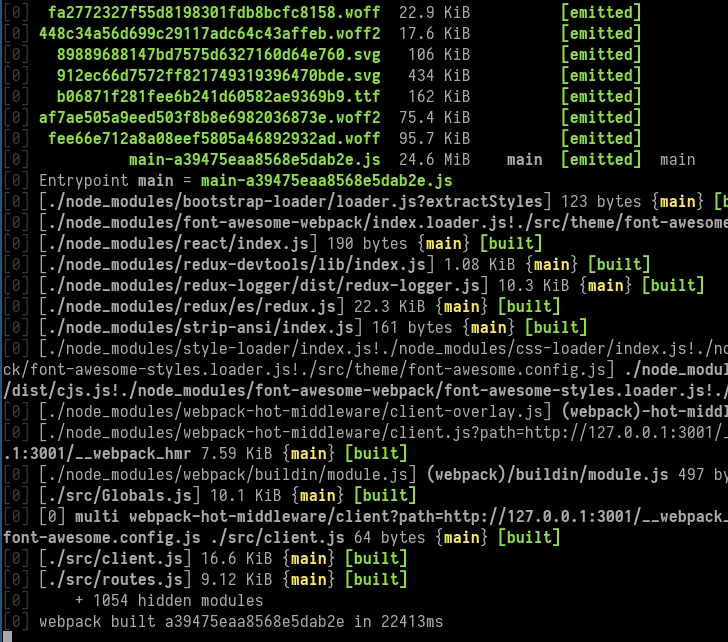 [0] fa2772327f55d8198301fdb8bcfc8158.woff 22.9 KiB [emitted]
[0] 448c34a56d699c29117adc64c43affeb.woff2 17.6 KiB [emitted]
[0] 89889688147bd7575d6327160d64e760.svg 106 KiB [emitted]
[0] 912ec66d7572ff821749319396470bde.svg 434 KiB [emitted]
[0] b06871f281fee6b241d60582ae9369b9.ttf 162 KiB [emitted]
[0] af7ae505a9eed503f8b8e6982036873e.woff2 75.4 KiB [emitted]
[0] fee66e712a8a08eef5805a46892932ad.woff 95.7 KiB [emitted]
[0] main-a39475eaa8568e5dab2e.js 24.6 MiB main [emitted] main
[0] Entrypoint main = main-a39475eaa8568e5dab2e.js
[0] [./node_modules/bootstrap-loader/loader.js?extractStyles] 123 bytes {main} [b
[0] [./node_modules/font-awesome-webpack/index.loader.js!./src/theme/font-awesome
[0] [./node_modules/react/index.js] 190 bytes {main} [built]
[0] [./node_modules/redux-devtools/lib/index.js] 1.08 KiB {main} [built]
[0] [./node_modules/redux-logger/dist/redux-logger.js] 10.3 KiB {main} [built]
[0] [./node_modules/redux/es/redux.js] 22.3 KiB {main} [built]
[0] [./node_modules/strip-ansi/index.js] 161 bytes {main} [built]
[0] [./node_modules/style-loader/index.js!./node_modules/css-loader/index.js!./no
ck/font-awesome-styles.loader.js!./src/theme/font-awesome.config.js] ./node_modul
/dist/cjs.js!./node_modules/font-awesome-webpack/font-awesome-styles.loader.js!./
[0] [./node_modules/webpack-hot-middleware/client-overlay.js] (webpack)-hot-midd
[0] [./node_modules/webpack-hot-middleware/client.js?path=http://127.0.0.1:3001/_
.1:3001/__webpack_hmr 7.59 KiB {main} [built]
[0] [./node_modules/webpack/buildin/module.js] (webpack)/buildin/module.js 497 by
[0] [./src/Globals.js] 10.1 KiB {main} [built]
[0] [0] multi webpack-hot-middleware/client?path=http://127.0.0.1:3001/__webpack_
font-awesome.config.js ./src/client.js 64 bytes {main} [built]
[0] [./src/client.js] 16.6 KiB {main} [built]
[0] [./src/routes.js] 9.12 KiB {main} [built]
[0] + 1054 hidden modules
[0] webpack built a39475eaa8568e5dab2e in 22413ms